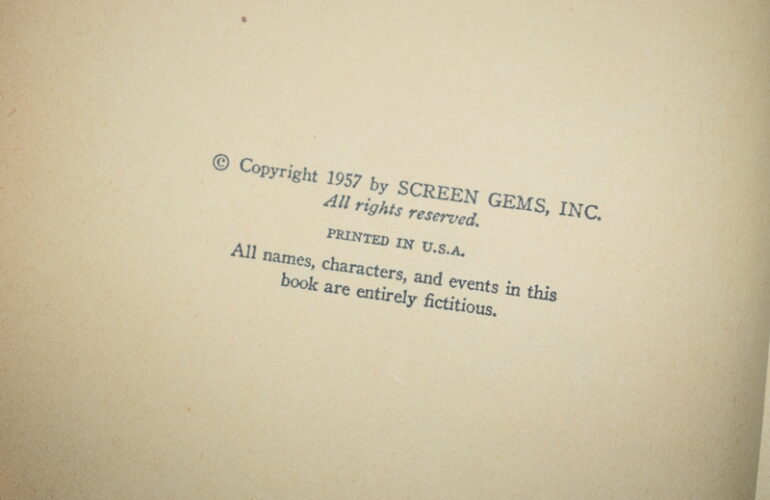 © Copyright 1957 by SCREEN GEMS, INC.
All rights reserved.
PRINTED IN U.S.A.
All names, characters, and events in this
book are entirely fictitious.